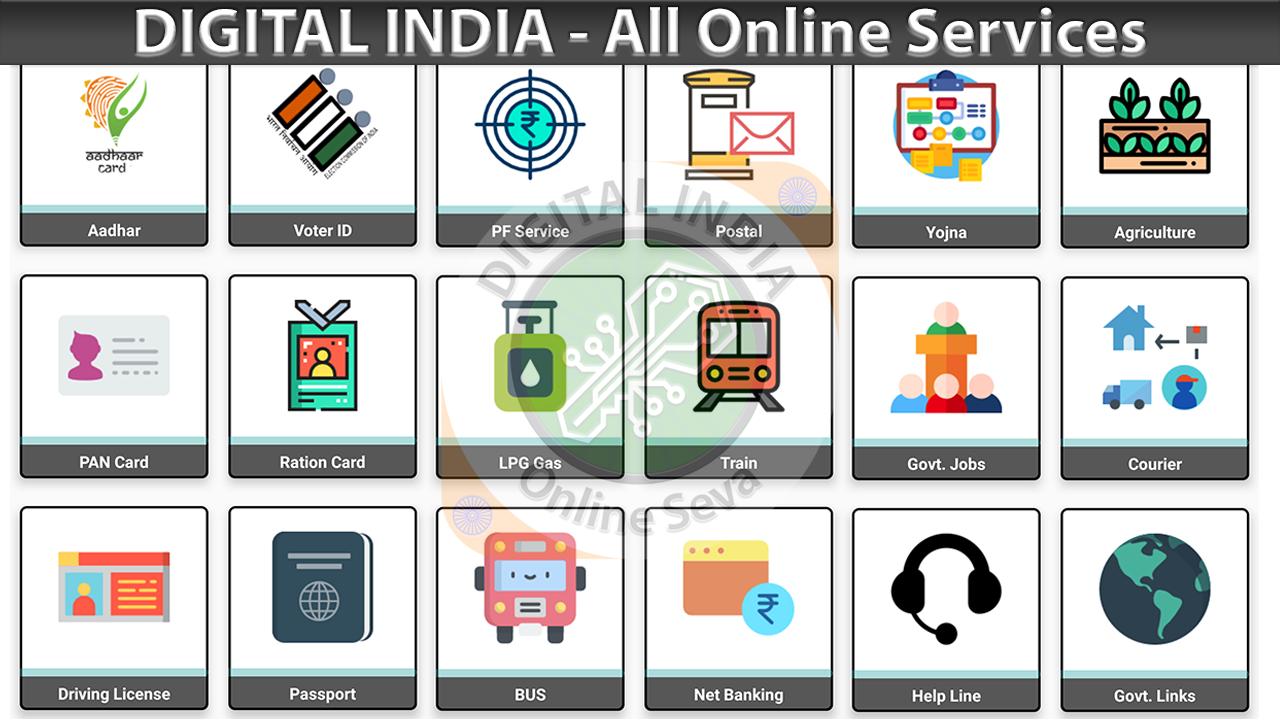 DIGITAL INDIA - All Online Services
aadhaar
card
भारत निर्वाचन आयोग
ELECTION COMMISSION OF INDIA
Aadhar
Voter ID
PF Service
Postal
Yojna
Agriculture
DIGITAL INDIA
PAN Card
Ration Card
LPG Gas
Train
Govt. Jobs
Courier
Online Seva
Driving License
Passport
BUS
Net Banking
Help Line
Govt. Links